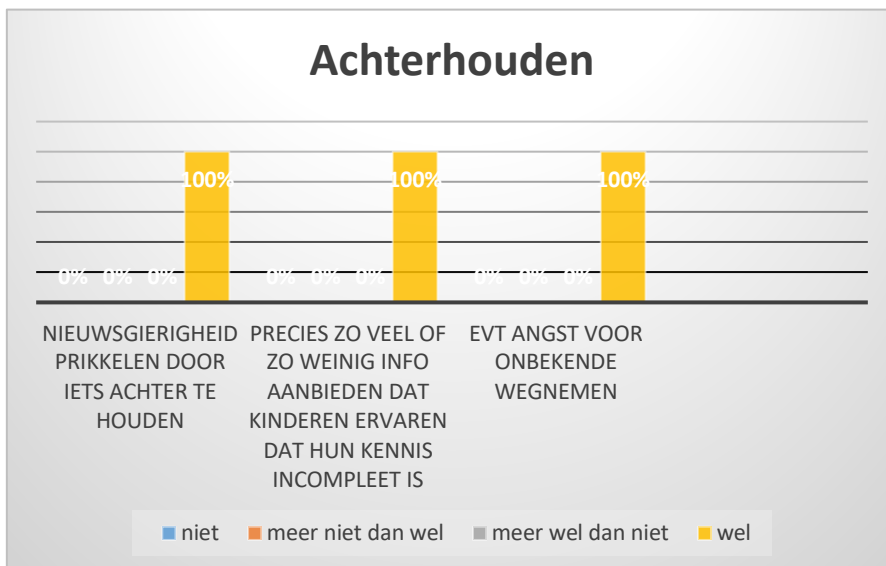 Achterhouden
100% 100% 100%
0% 0% 0% 0% 0% 0% 0% 0% 0%
NIEUWSGIERIGHEID
PRIKKELEN DOOR
IETS ACHTER TE
HOUDEN
PRECIES ZO VEEL OF
ZO WEINIG INFO
AANBIEDEN DAT
KINDEREN ERVAREN
DAT HUN KENNIS
INCOMPLEET IS
EVT ANGST VOOR
ONBEKENDE
WEGNEMEN
niet meer niet dan wel meer wel dan niet wel